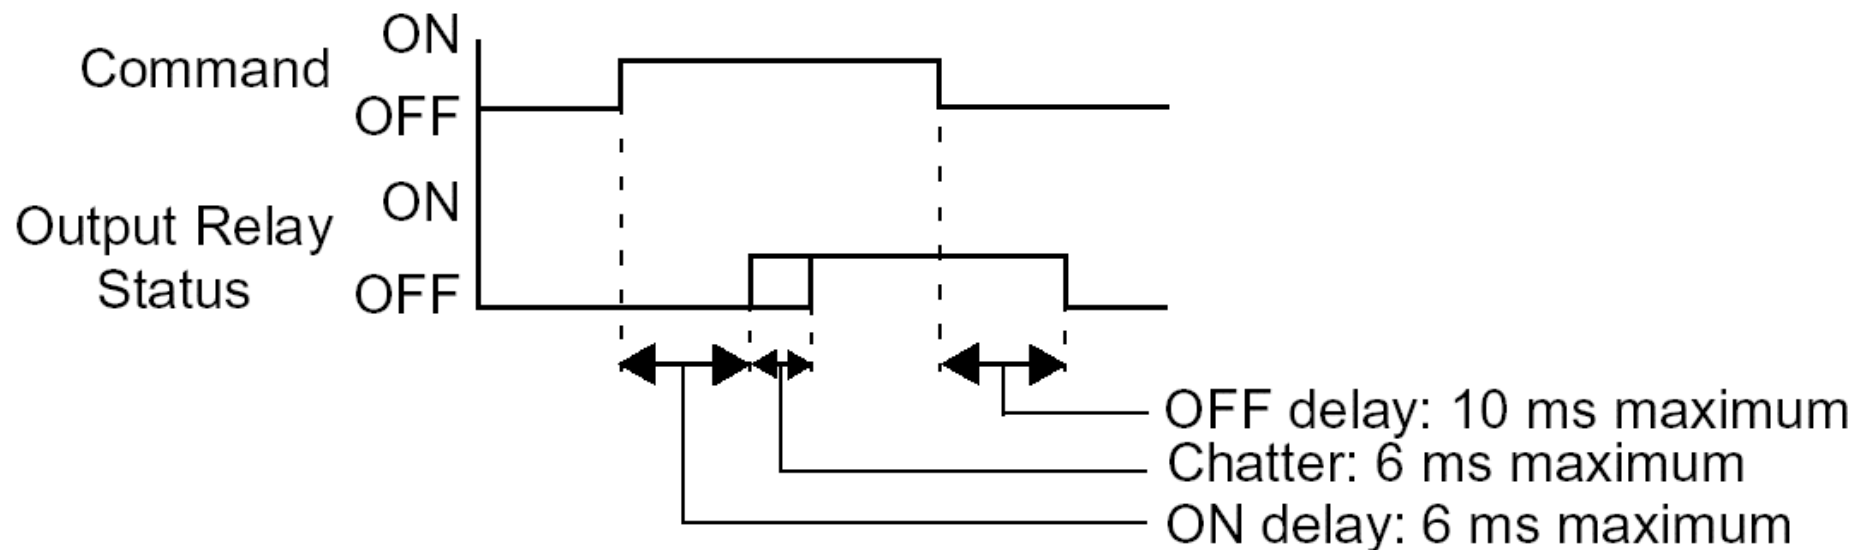 ON
Command
OFF
ON
Output Relay
Status
OFF
OFF delay: 10 ms maximum
Chatter: 6 ms maximum
ON delay: 6 ms maximum